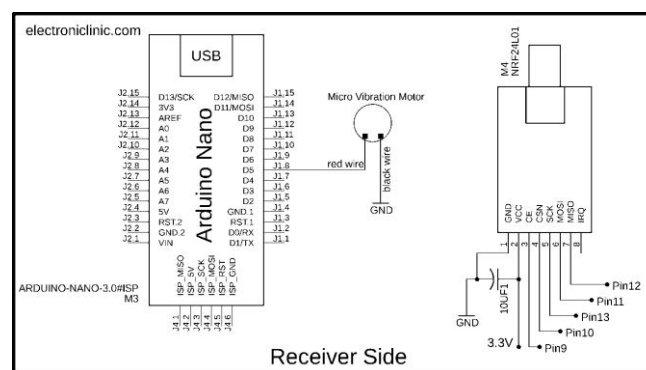 electroniclinic.com
USB
Arduino Nano
J2.15 D13/SCK D12/MISO J1.15
J2.14 3V3 D11/MOSI J1.14
J2.13 AREF D10 J1.13
J2.12 A0 D9 J1.12
J2.11 A1 D8 J1.11
J2.10 A2 D7 J1.10
J2.9 A3 D6 J1.9
J2.8 A4 D5 J1.8
J2.7 A5 D4 J1.7
J2.6 A6 D3 J1.6
J2.5 A7 D2 J1.5
J2.4 5V GND.1 J1.4
J2.3 RST.2 RST.1 J1.3
J2.2 GND.2 D0/RX J1.2
J2.1 VIN D1/TX J1.1
ISP_MISO
ISP_5V
ISP_SCK
ISP_MOSI
ISP_RST
ISP_GND
J4.1
J4.2
J4.3
J4.4
J4.5
J4.6
ARDUINO-NANO-3.0#ISP
M3
Micro Vibration Motor
red wire
black wire
GND
M4
NRF24L01
GND
VCC
CE
CSN
SCK
MOSI
MISO
IRQ
1 2 3 4 5 6 7 8
10UF1
GND
3.3V
Pin12
Pin11
Pin13
Pin10
Pin9
Receiver Side